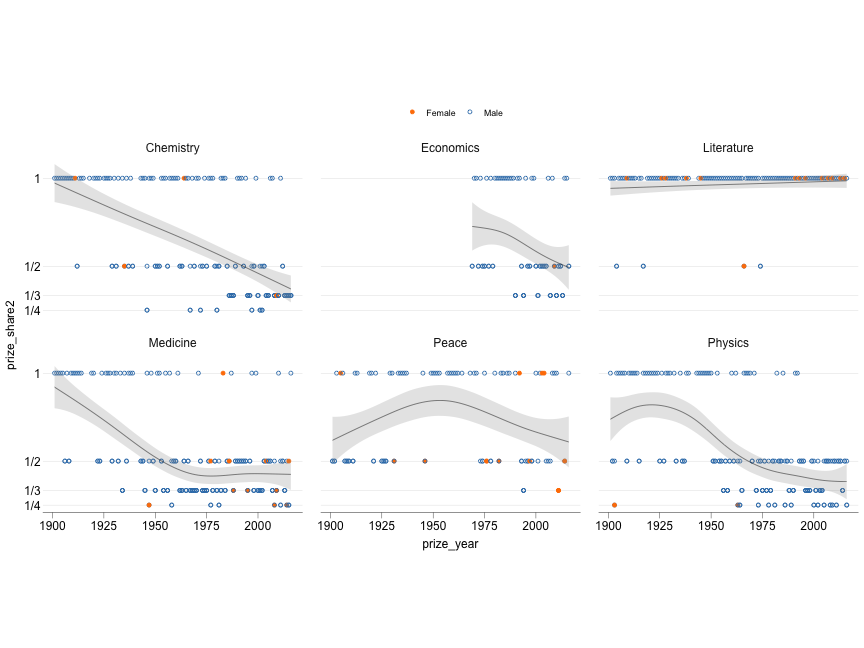 Female Male
Chemistry Economics Literature
1
1/2
1/3
1/4
prize_share2
Medicine Peace Physics
1
1/2
1/3
1/4
1900 1925 1950 1975 2000 1900 1925 1950 1975 2000 1900 1925 1950 1975 2000
prize_year